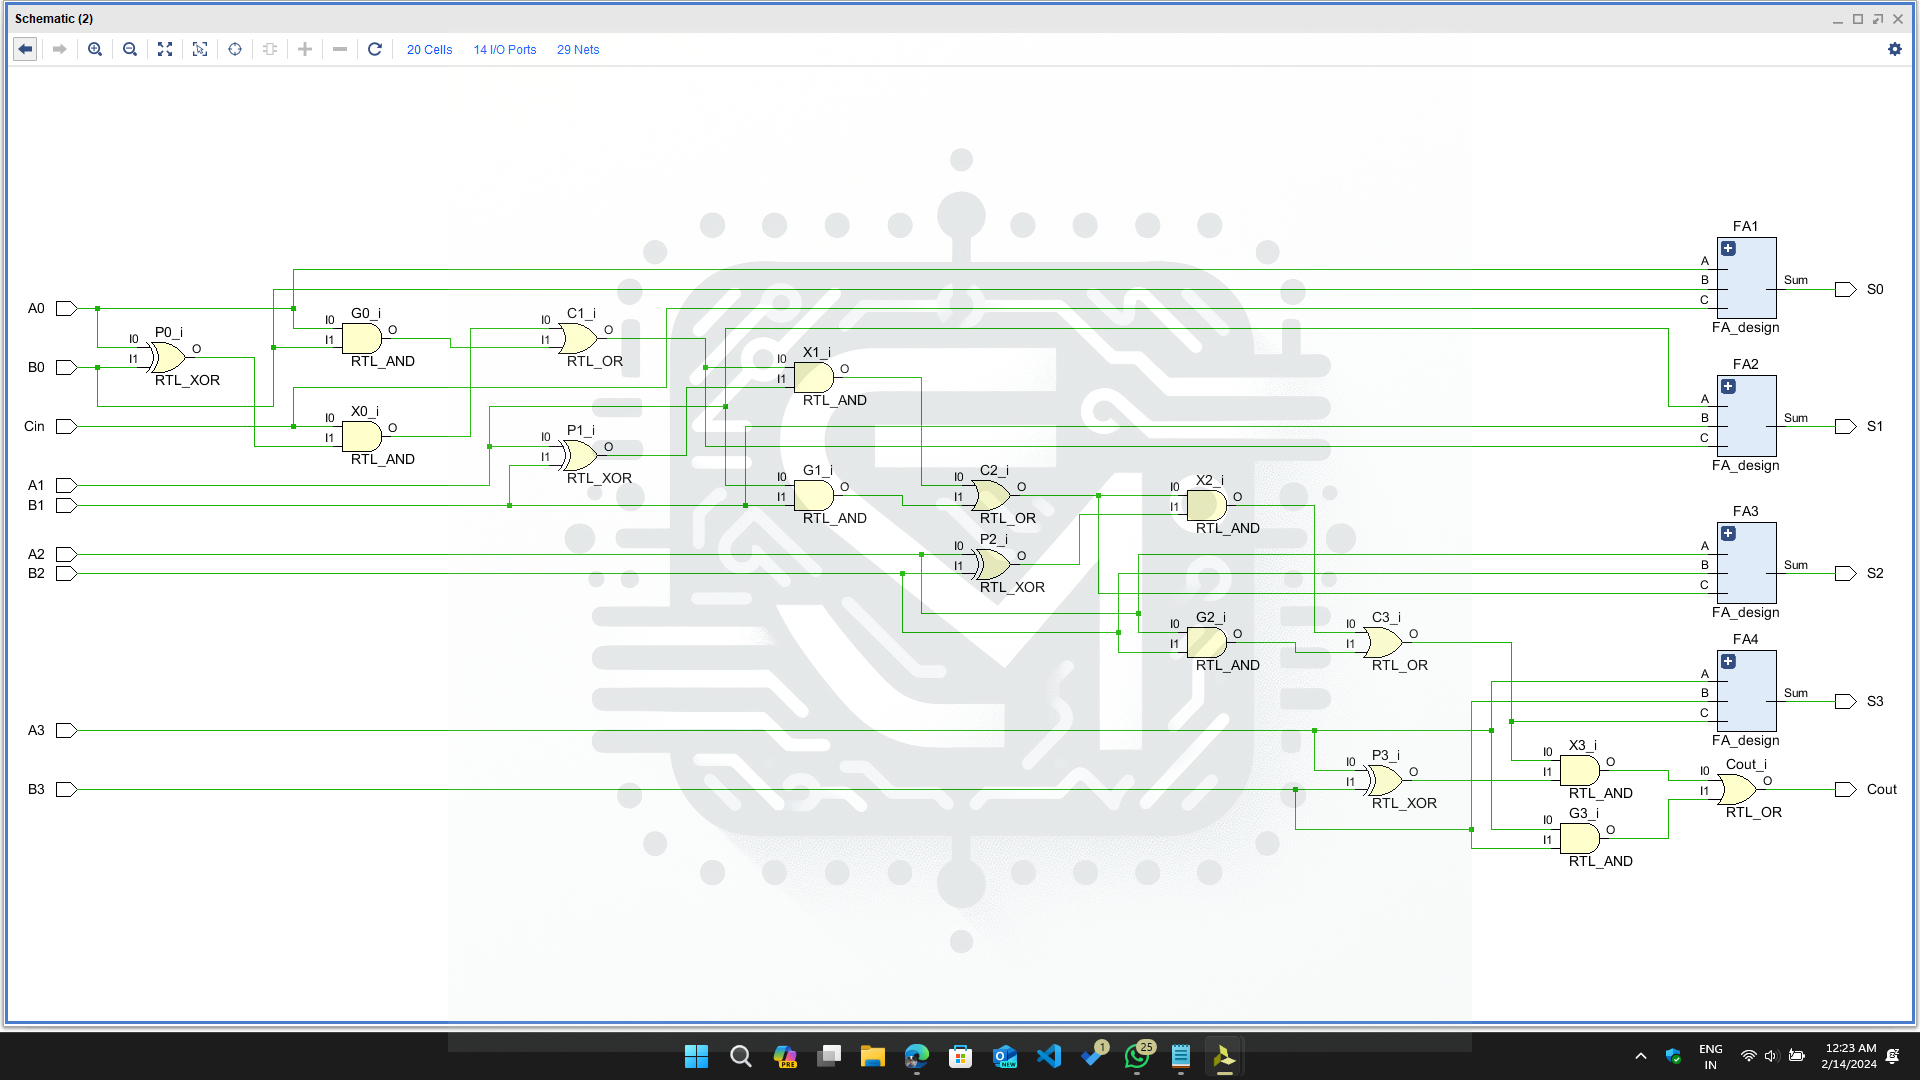 Schematic (2)
20 Cells 14 I/O Ports 29 Nets
FA1
A
B Sum S0
C
FA_design
A0
P0_i
I0 O
I1
RTL_XOR
B0
G0_i
I0 O
I1
RTL_AND
C1_i
I0 O
I1
RTL_OR
X1_i
I0 O
I1
RTL_AND
FA2
A
B Sum S1
C
FA_design
Cin
X0_i
I0 O
I1
RTL_AND
P1_i
I0 O
I1
RTL_XOR
A1
B1
G1_i
I0 O
I1
RTL_AND
C2_i
I0 O
I1
RTL_OR
X2_i
I0 O
I1
RTL_AND
FA3
A
B Sum S2
C
FA_design
A2
B2
P2_i
I0 O
I1
RTL_XOR
G2_i
I0 O
I1
RTL_AND
C3_i
I0 O
I1
RTL_OR
FA4
A
B Sum S3
C
FA_design
A3
B3
P3_i
I0 O
I1
RTL_XOR
X3_i
I0 O
I1
RTL_AND
Cout_i
I0 O
I1
RTL_OR
Cout
G3_i
I0 O
I1
RTL_AND
PRE
NEW
1
25
ENG
IN
12:23 AM
2/14/2024